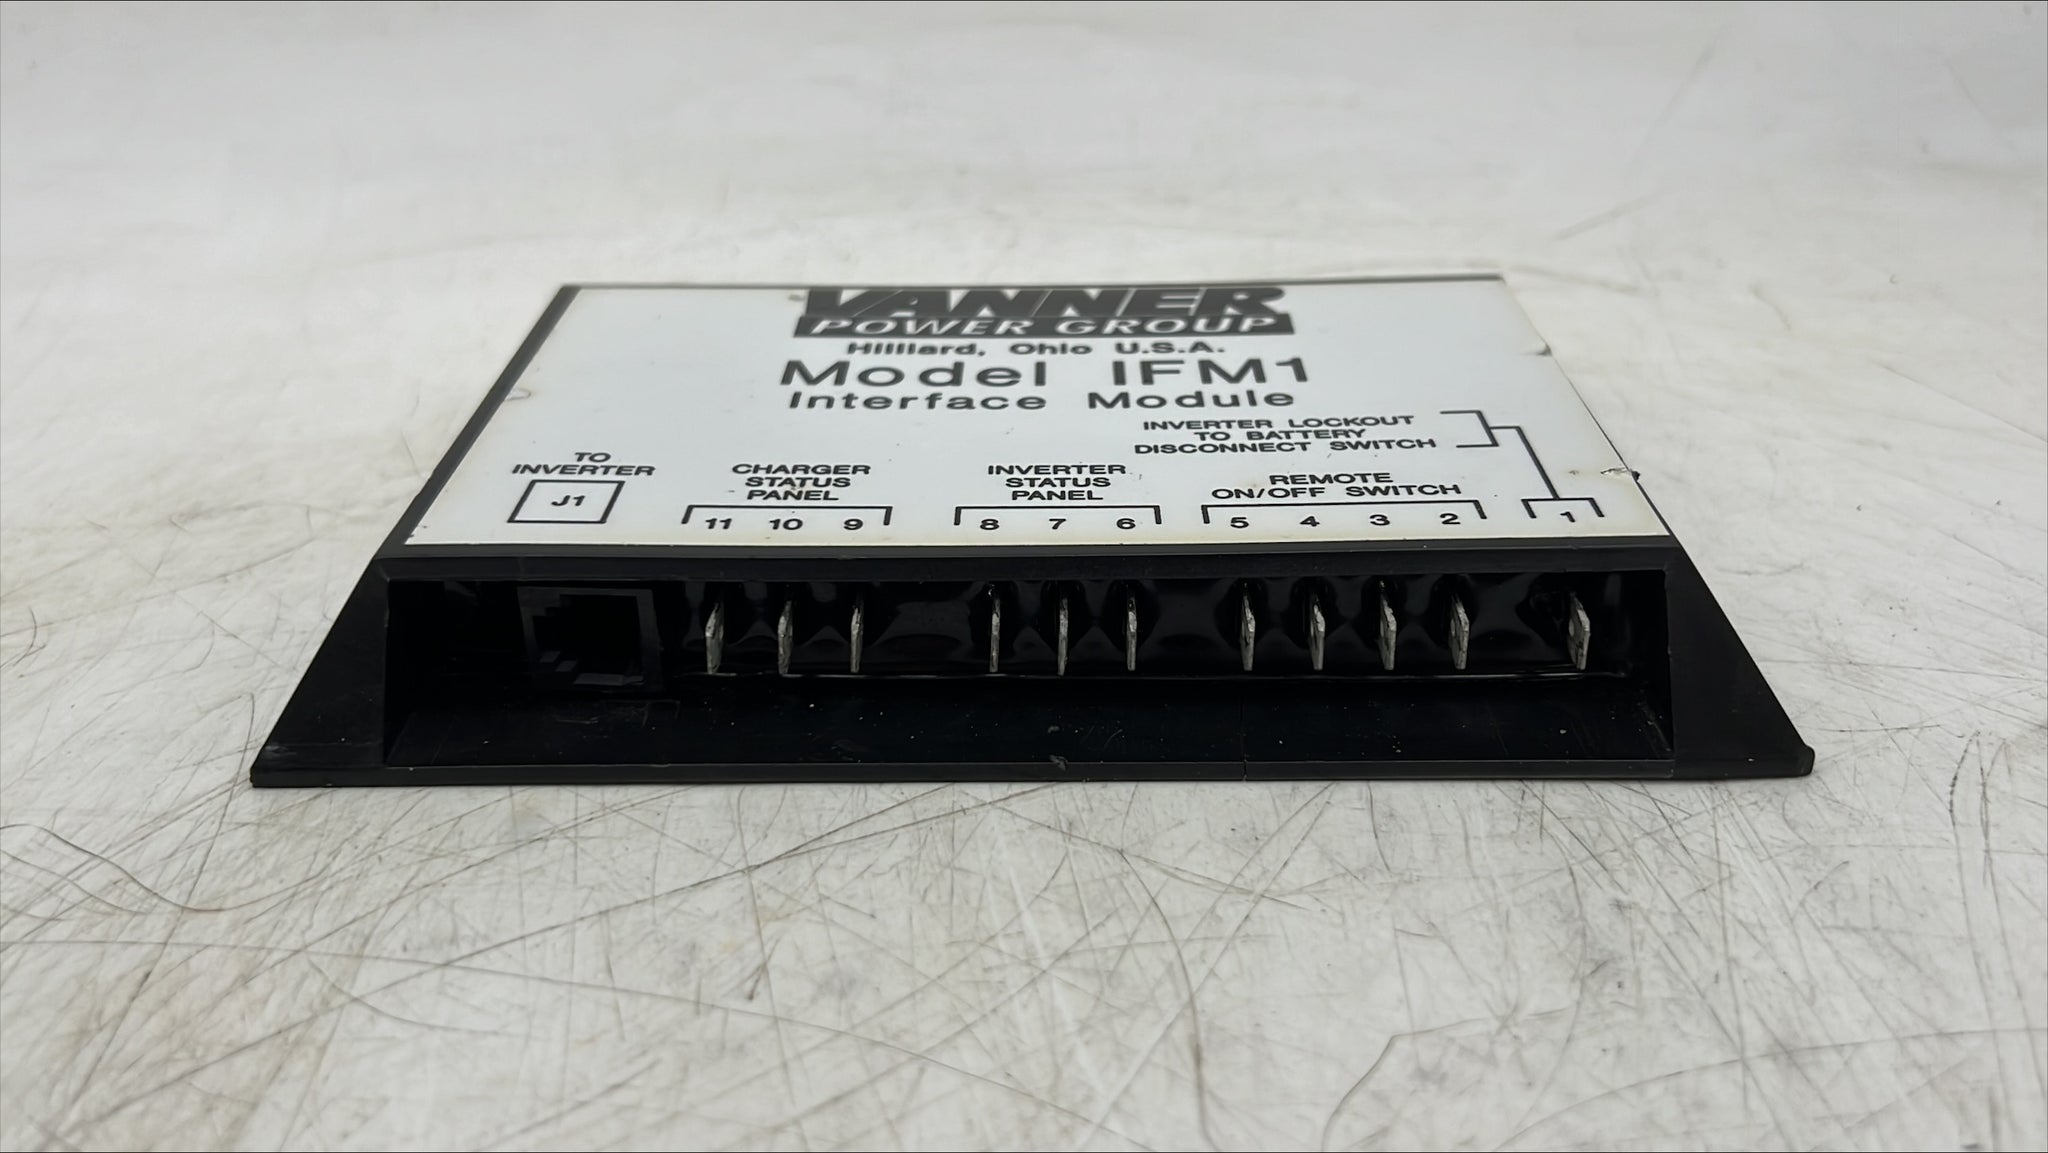 VANNER
POWER GROUP
Hilliard, Ohio U.S.A.
Model IFM1
Interface Module
INVERTER LOCKOUT
TO BATTERY
DISCONNECT SWITCH
TO
INVERTER
J1
CHARGER
STATUS
PANEL
11 10 9
INVERTER
STATUS
PANEL
8 7 6
REMOTE
ON/OFF SWITCH
5 4 3 2
1